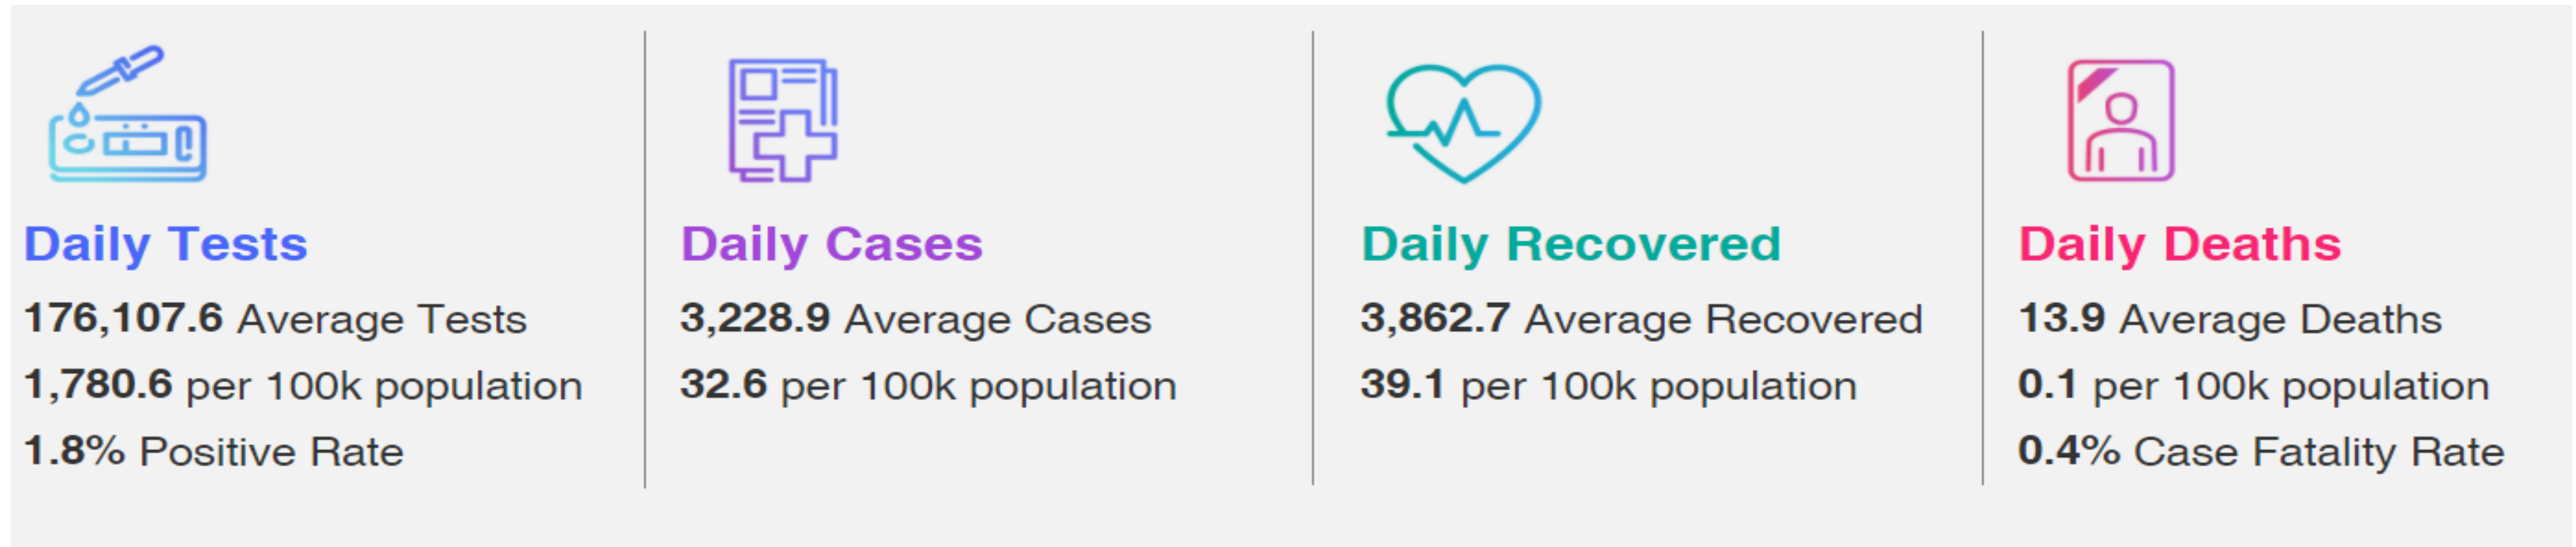 Daily Tests
176,107.6 Average Tests
1,780.6 per 100k population
1.8% Positive Rate
Daily Cases
3,228.9 Average Cases
32.6 per 100k population
Daily Recovered
3,862.7 Average Recovered
39.1 per 100k population
Daily Deaths
13.9 Average Deaths
0.1 per 100k population
0.4% Case Fatality Rate